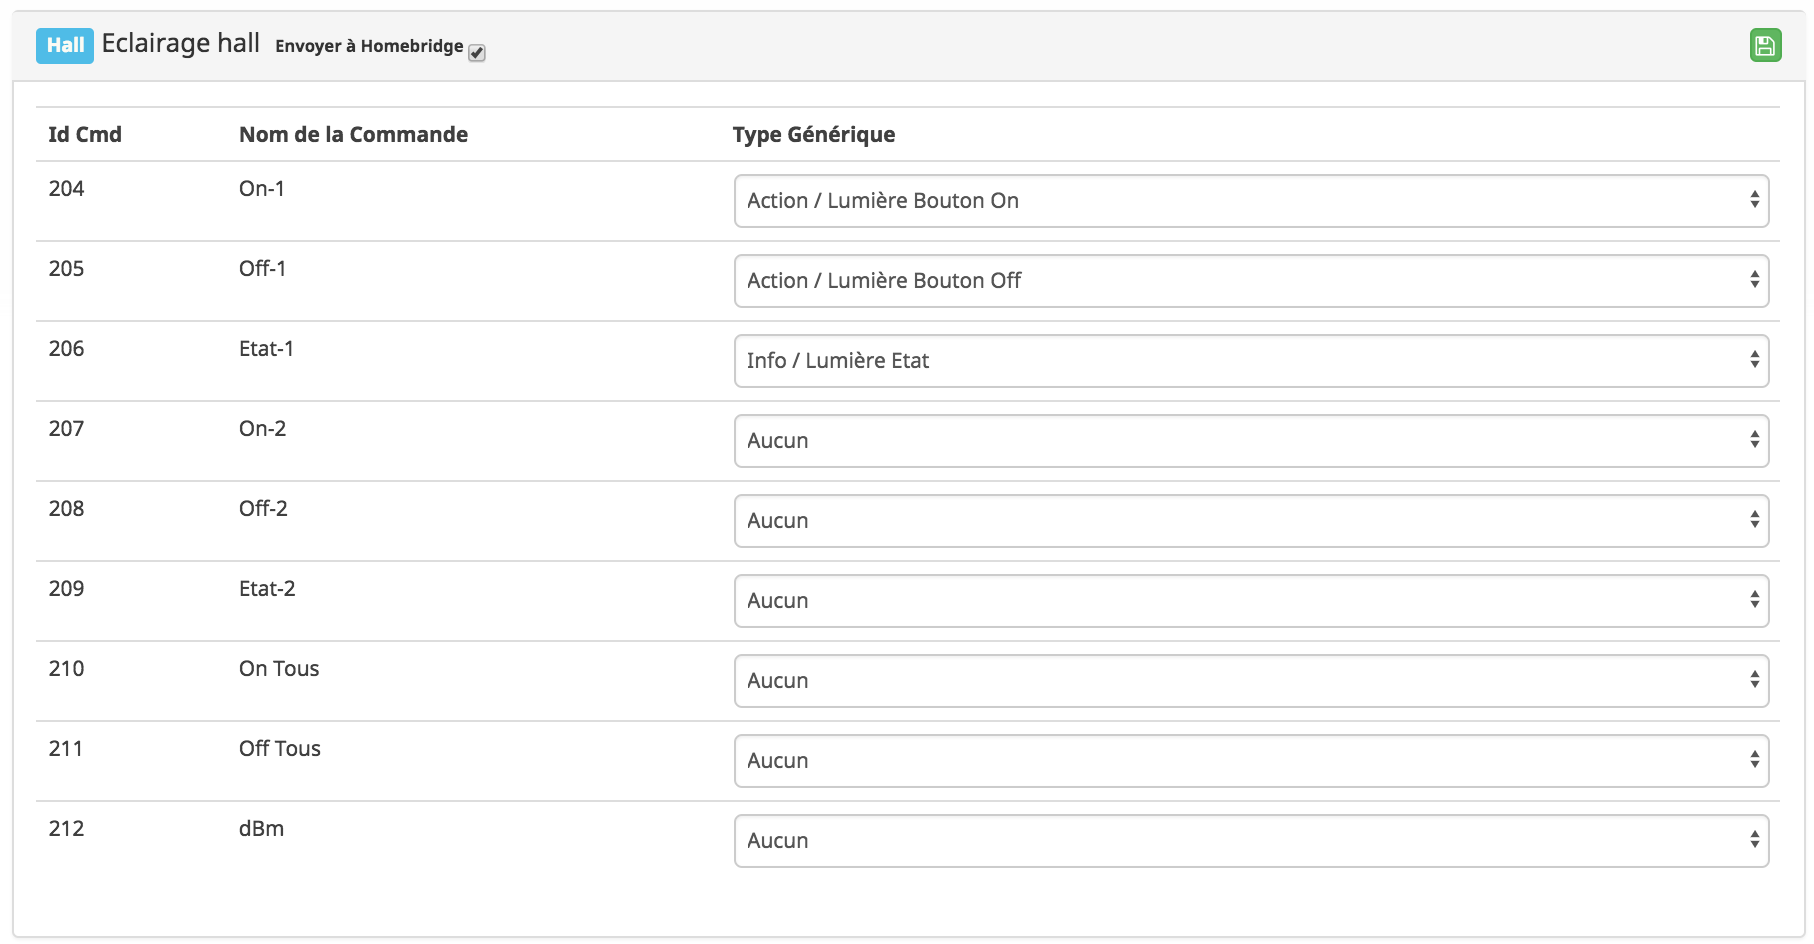 Hall Eclairage hall Envoyer à Homebridge
Id Cmd Nom de la Commande Type Générique
204 On-1 Action / Lumière Bouton On
205 Off-1 Action / Lumière Bouton Off
206 Etat-1 Info / Lumière Etat
207 On-2 Aucun
208 Off-2 Aucun
209 Etat-2 Aucun
210 On Tous Aucun
211 Off Tous Aucun
212 dBm Aucun